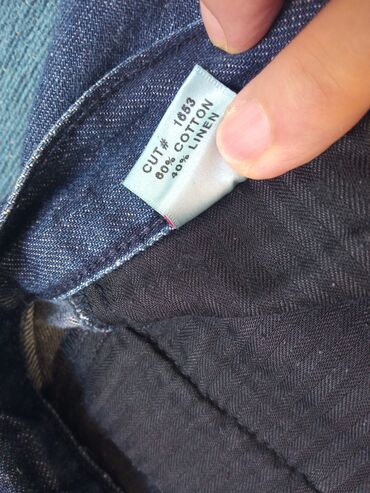 CUT# 1653
60% COTTON
40% LINEN